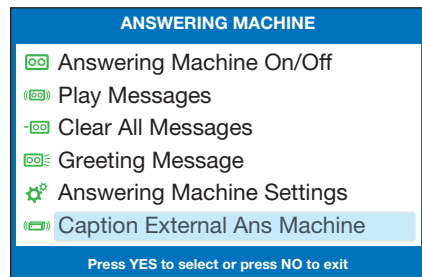 ANSWERING MACHINE
Answering Machine On/Off
Play Messages
Clear All Messages
Greeting Message
Answering Machine Settings
Caption External Ans Machine
Press YES to select or press NO to exit